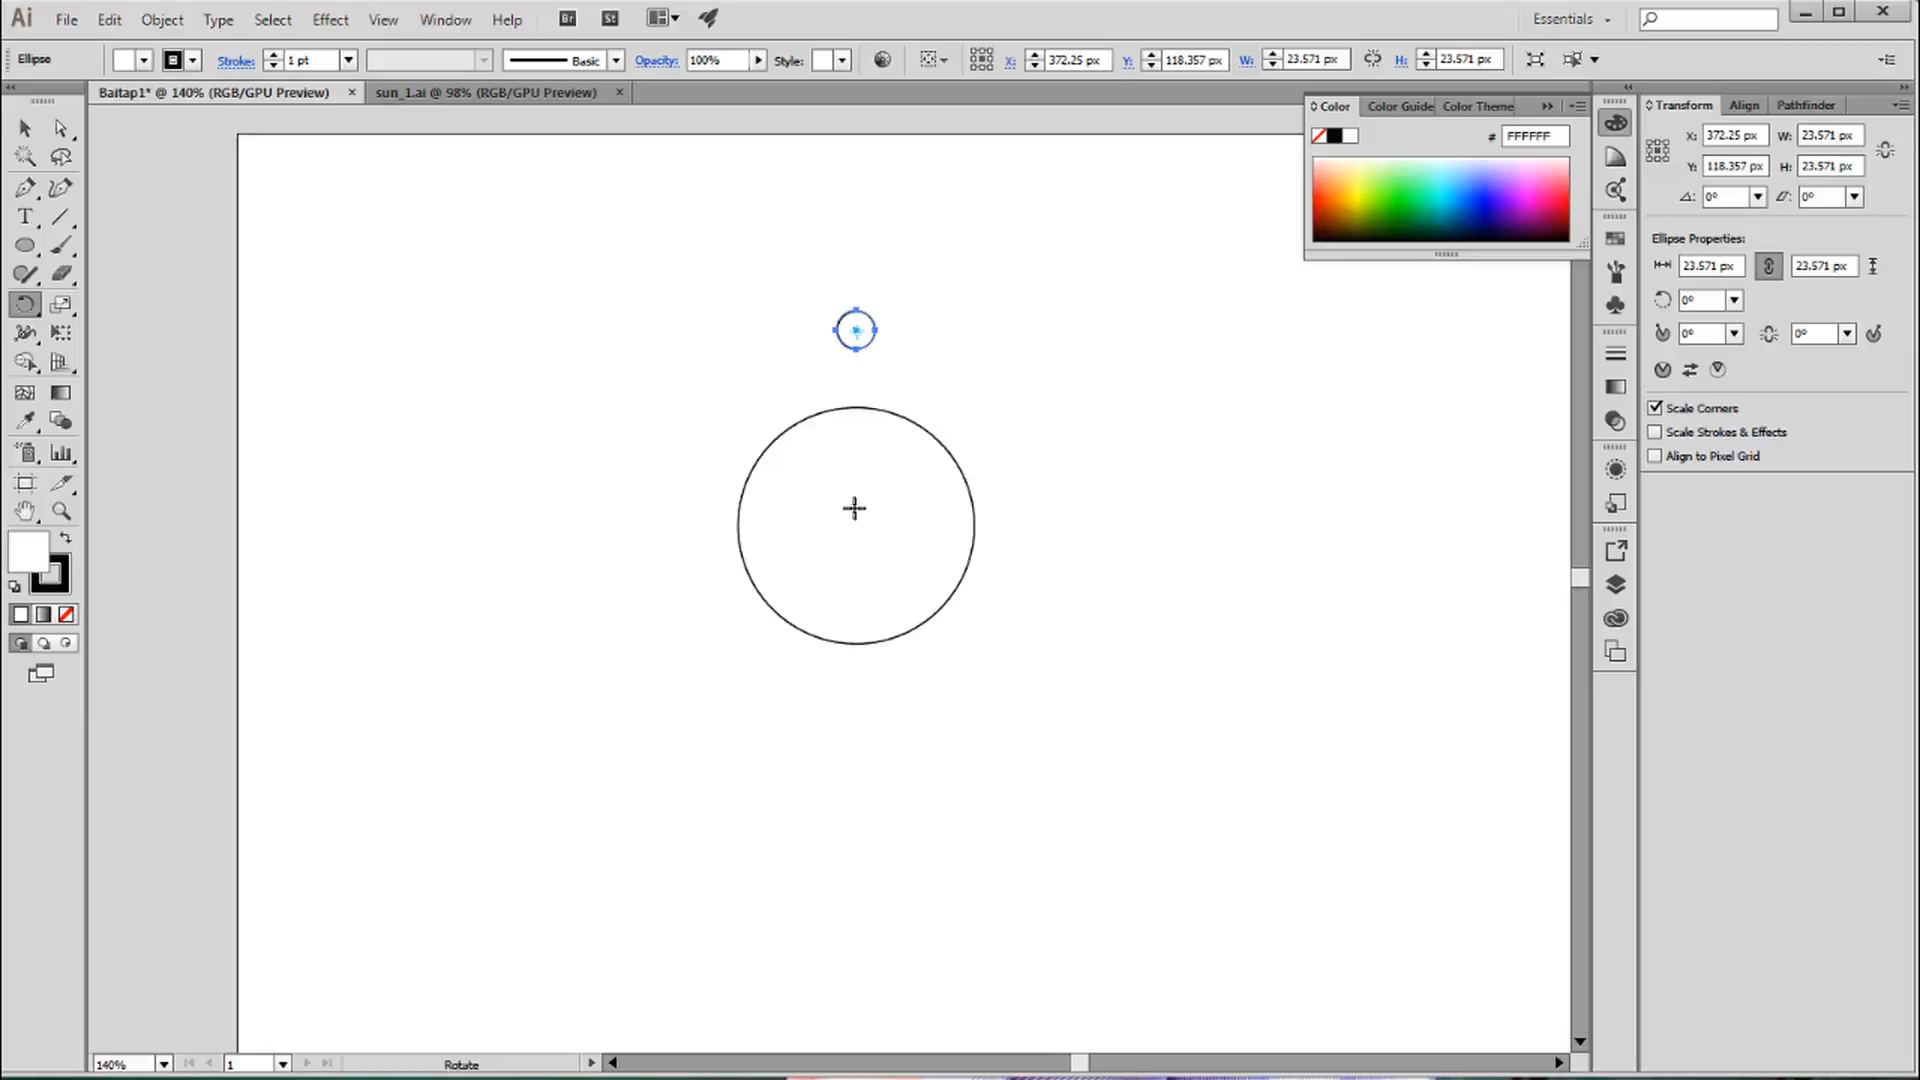 Ai File Edit Object Type Select Effect View Window Help Br St Essentials
Ellipse Stroke: 1 pt Basic Opacity: 100% Style: X: 372.25 px Y: 118.357 px W: 23.571 px H: 23.571 px
Baitap1* @ 140% (RGB/GPU Preview) × sun_1.ai @ 98% (RGB/GPU Preview) ×
Color Color Guide Color Theme
# FFFFFF
Transform Align Pathfinder
X: 372.25 px W: 23.571 px
Y: 118.357 px H: 23.571 px
0° 0°
Ellipse Properties:
23.571 px 23.571 px
0°
0° 0°
Scale Corners
Scale Strokes & Effects
Align to Pixel Grid
140% 1 Rotate